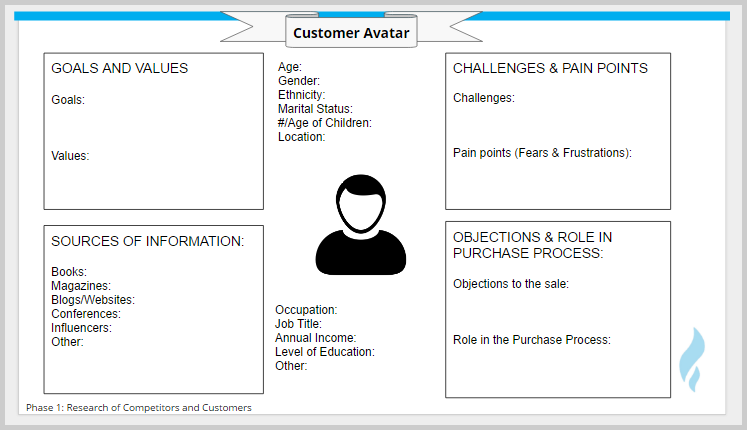 Customer Avatar
GOALS AND VALUES
Goals:
Values:
Age:
Gender:
Ethnicity:
Marital Status:
#/Age of Children:
Location:
CHALLENGES & PAIN POINTS
Challenges:
Pain points (Fears & Frustrations):
SOURCES OF INFORMATION:
Books:
Magazines:
Blogs/Websites:
Conferences:
Influencers:
Other:
Occupation:
Job Title:
Annual Income:
Level of Education:
Other:
OBJECTIONS & ROLE IN
PURCHASE PROCESS:
Objections to the sale:
Role in the Purchase Process:
Phase 1: Research of Competitors and Customers